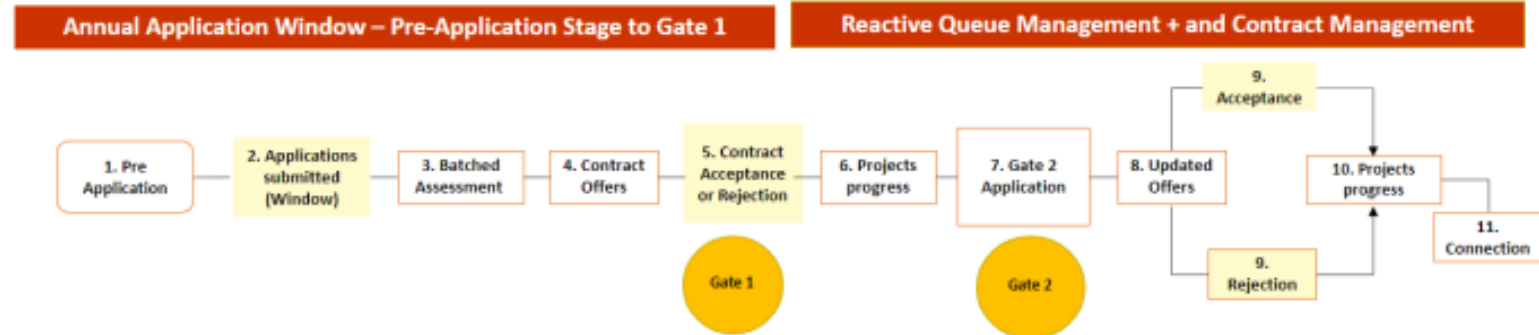 Annual Application Window – Pre-Application Stage to Gate 1
Reactive Queue Management + and Contract Management
1. Pre
Application
2. Applications
submitted
(Window)
3. Batched
Assessment
4. Contract
Offers
5. Contract
Acceptance
or Rejection
Gate 1
6. Projects
progress
7. Gate 2
Application
Gate 2
8. Updated
Offers
9.
Acceptance
9.
Rejection
10. Projects
progress
11.
Connection